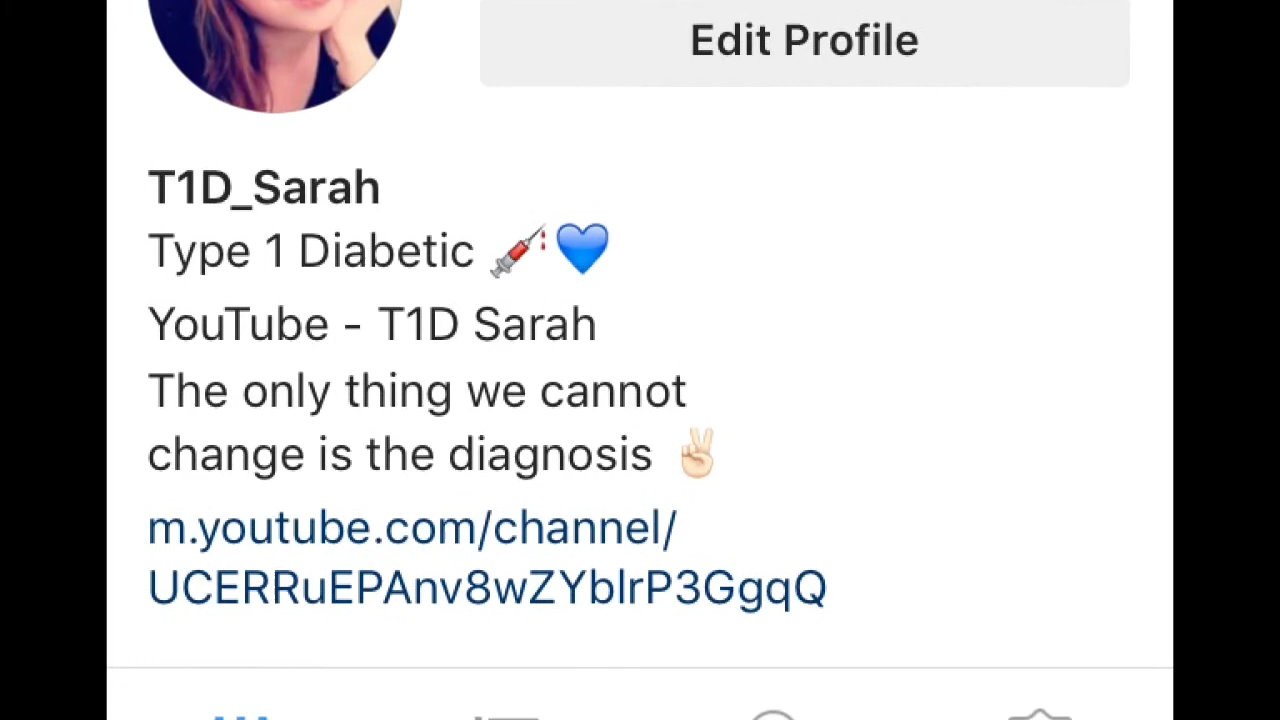 Edit Profile
T1D_Sarah
Type 1 Diabetic 💉💙
YouTube - T1D Sarah
The only thing we cannot
change is the diagnosis ✌🏻
m.youtube.com/channel/
UCERRuEPAnv8wZYblrP3GgqQ